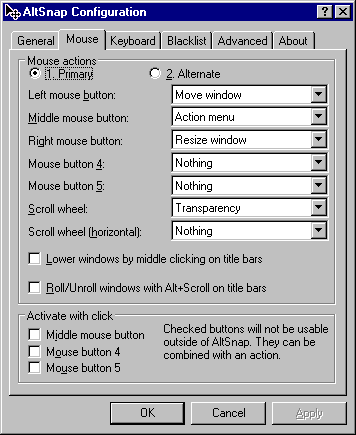 AltSnap Configuration
General Mouse Keyboard Blacklist Advanced About
Mouse actions
1. Primary 2. Alternate
Left mouse button: Move window
Middle mouse button: Action menu
Right mouse button: Resize window
Mouse button 4: Nothing
Mouse button 5: Nothing
Scroll wheel: Transparency
Scroll wheel (horizontal): Nothing
Lower windows by middle clicking on title bars
Roll/Unroll windows with Alt+Scroll on title bars
Activate with click
Middle mouse button
Mouse button 4
Mouse button 5
Checked buttons will not be usable
outside of AltSnap. They can be
combined with an action.
OK Cancel Apply